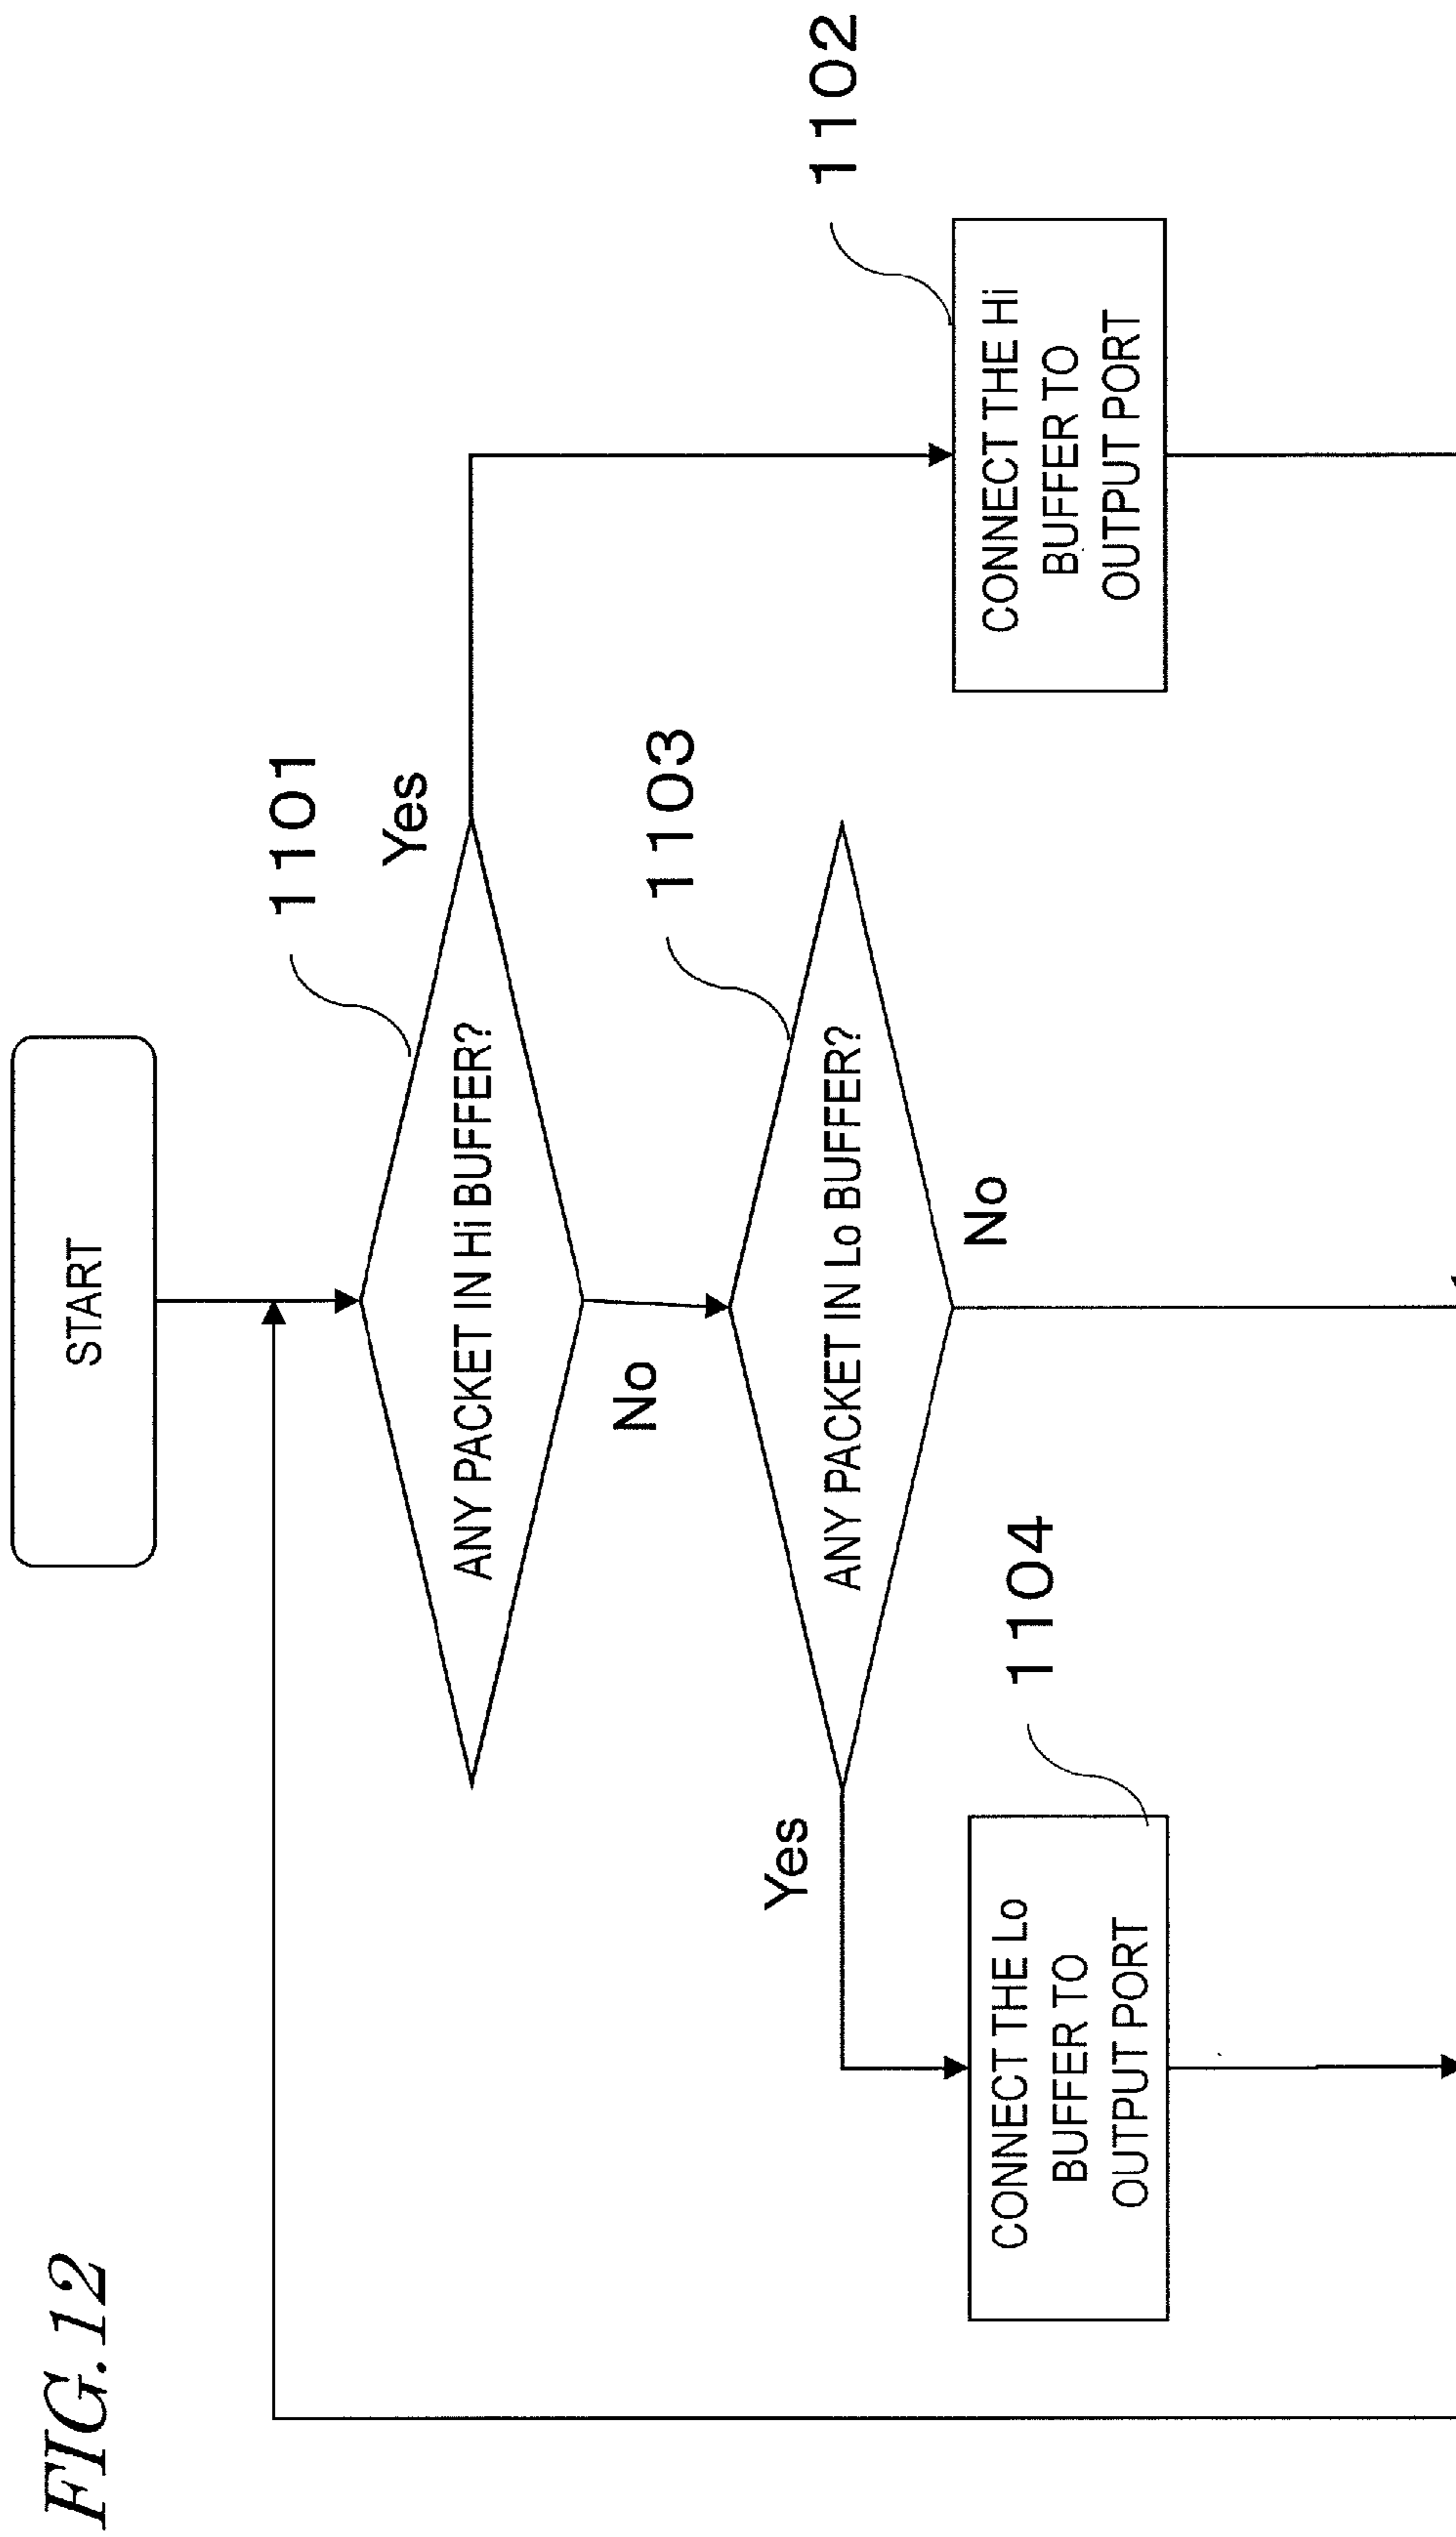 FIG.12
START
1101
ANY PACKET IN Hi BUFFER?
Yes
No
1103
ANY PACKET IN Lo BUFFER?
Yes
No
1102
CONNECT THE Hi
BUFFER TO
OUTPUT PORT
1104
CONNECT THE Lo
BUFFER TO
OUTPUT PORT